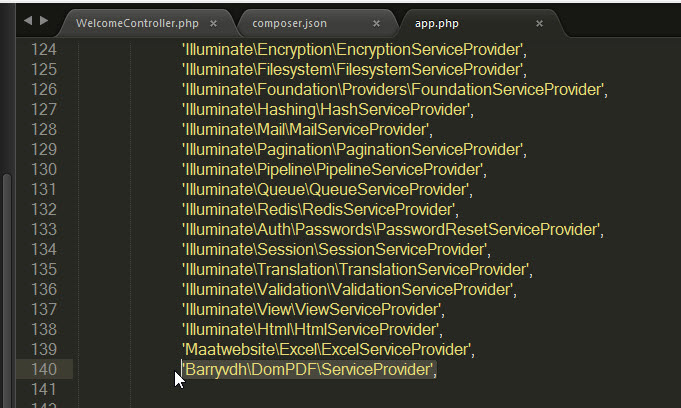 WelcomeController.php × composer.json × app.php ×
124 'Illuminate\Encryption\EncryptionServiceProvider',
125 'Illuminate\Filesystem\FilesystemServiceProvider',
126 'Illuminate\Foundation\Providers\FoundationServiceProvider',
127 'Illuminate\Hashing\HashServiceProvider',
128 'Illuminate\Mail\MailServiceProvider',
129 'Illuminate\Pagination\PaginationServiceProvider',
130 'Illuminate\Pipeline\PipelineServiceProvider',
131 'Illuminate\Queue\QueueServiceProvider',
132 'Illuminate\Redis\RedisServiceProvider',
133 'Illuminate\Auth\Passwords\PasswordResetServiceProvider',
134 'Illuminate\Session\SessionServiceProvider',
135 'Illuminate\Translation\TranslationServiceProvider',
136 'Illuminate\Validation\ValidationServiceProvider',
137 'Illuminate\View\ViewServiceProvider',
138 'Illuminate\Html\HtmlServiceProvider',
139 'Maatwebsite\Excel\ExcelServiceProvider',
140 'Barryvdh\DomPDF\ServiceProvider',
141